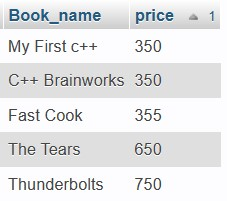 Book_name price 1
My First c++ 350
C++ Brainworks 350
Fast Cook 355
The Tears 650
Thunderbolts 750